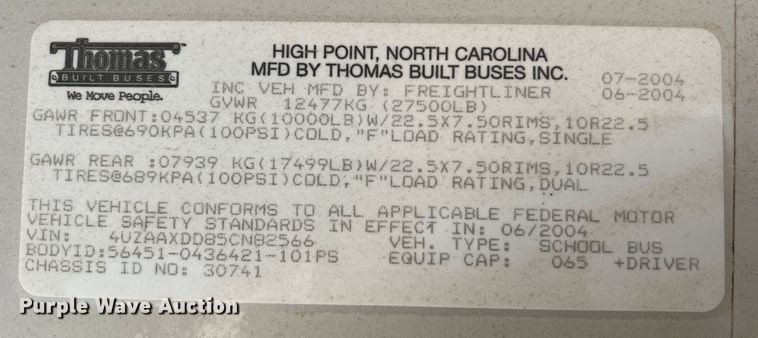 Thomas
BUILT BUSES
We Move People.
HIGH POINT, NORTH CAROLINA
MFD BY THOMAS BUILT BUSES INC. 07-2004
INC VEH MFD BY: FREIGHTLINER 06-2004
GVWR 12477KG (27500LB)
GAWR FRONT:04537 KG(10000LB)W/22.5X7.50RIMS,10R22.5
TIRES@690KPA(100PSI)COLD,"F"LOAD RATING,SINGLE
GAWR REAR :07939 KG(17499LB)W/22.5X7.50RIMS,10R22.5
TIRES@689KPA(100PSI)COLD,"F"LOAD RATING,DUAL
THIS VEHICLE CONFORMS TO ALL APPLICABLE FEDERAL MOTOR
VEHICLE SAFETY STANDARDS IN EFFECT IN: 06/2004
VIN: 4UZAAXDD85CN82566 VEH. TYPE: SCHOOL BUS
BODYID:56451-0436421-101PS EQUIP CAP: 065 +DRIVER
CHASSIS ID NO: 30741
Purple Wave Auction